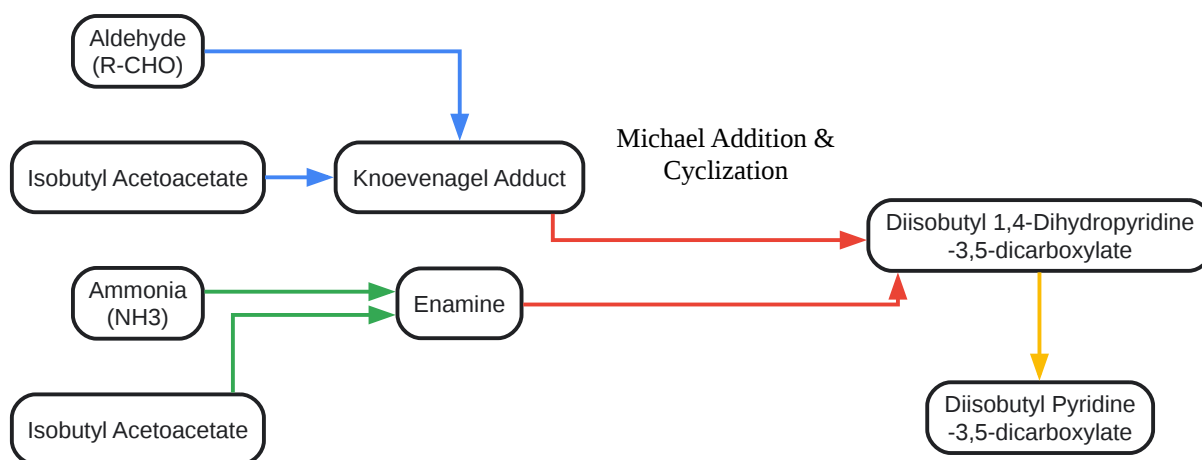 Aldehyde
(R-CHO)
Michael Addition &
Cyclization
Isobutyl Acetoacetate
Knoevenagel Adduct
Diisobutyl 1,4-Dihydropyridine
-3,5-dicarboxylate
Ammonia
(NH3)
Enamine
Isobutyl Acetoacetate
Diisobutyl Pyridine
-3,5-dicarboxylate